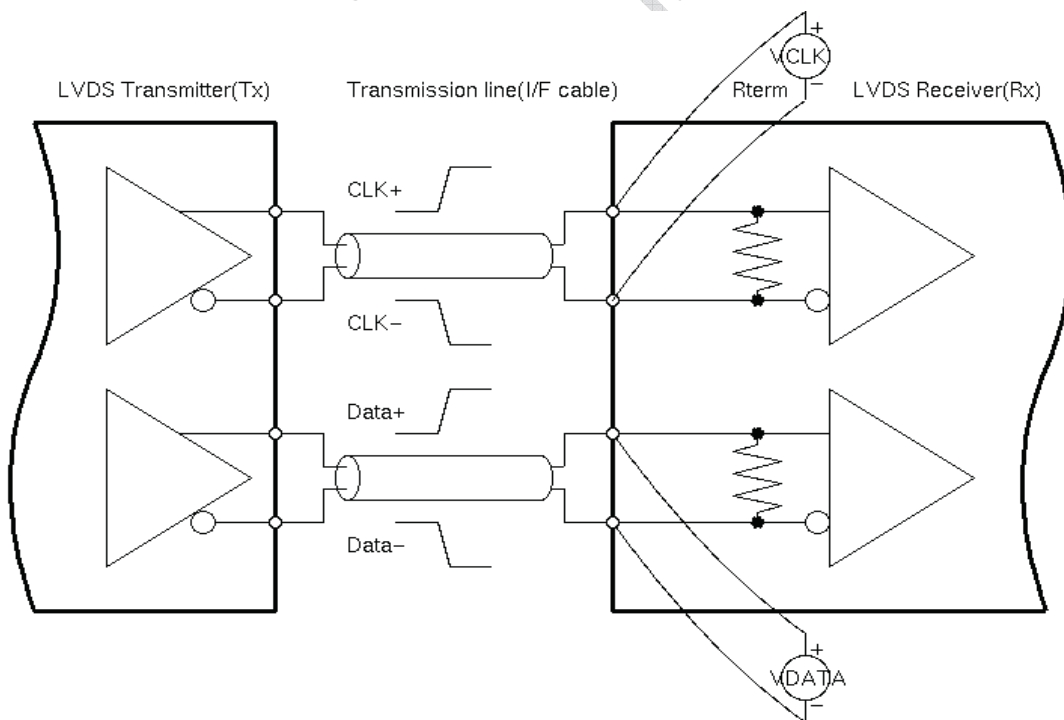 +
VCLK
−
LVDS Transmitter(Tx)
Transmission line(I/F cable)
Rterm
LVDS Receiver(Rx)
CLK+
CLK−
Data+
Data−
+
VDATA
−